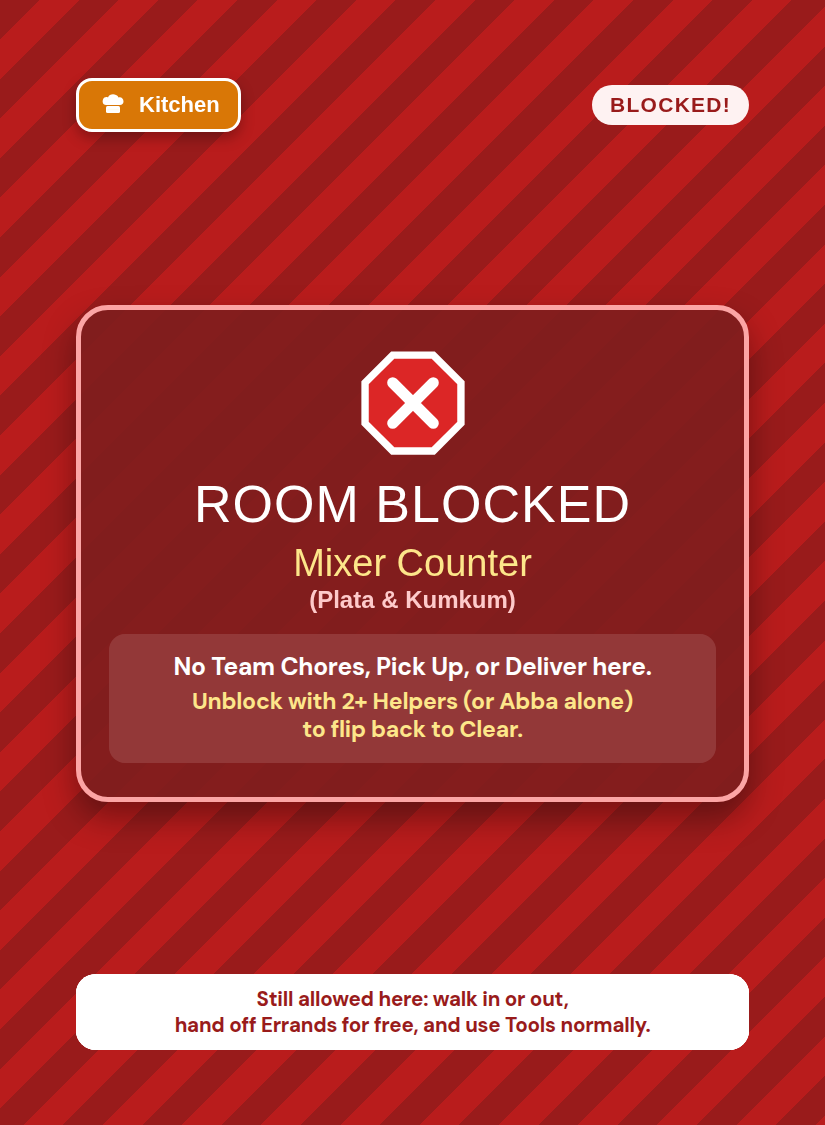 Kitchen
BLOCKED!
ROOM BLOCKED
Mixer Counter
(Plata & Kumkum)
No Team Chores, Pick Up, or Deliver here.
Unblock with 2+ Helpers (or Abba alone)
to flip back to Clear.
Still allowed here: walk in or out,
hand off Errands for free, and use Tools normally.